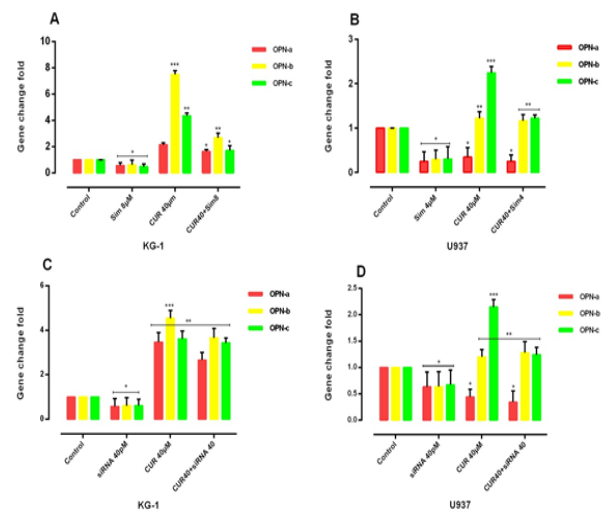 A
Gene change fold
10
8
6
4
2
0
***
**
*
*
**
*
OPN-a
OPN-b
OPN-c
Control
Sim 8µM
CUR 40µm
CUR40+Sim8
KG-1
B
Gene change fold
3
2
1
0
*
*
**
***
*
**
OPN-a
OPN-b
OPN-c
Control
Sim 4µM
CUR 40µM
CUR40+Sim4
U937
C
Gene change fold
6
4
2
0
*
***
**
OPN-a
OPN-b
OPN-c
Control
siRNA 40pM
CUR 40µM
CUR40+siRNA 40
KG-1
D
Gene change fold
2.5
2.0
1.5
1.0
0.5
0.0
*
*
***
**
*
OPN-a
OPN-b
OPN-c
Control
siRNA 40pM
CUR 40µM
CUR40+siRNA 40
U937